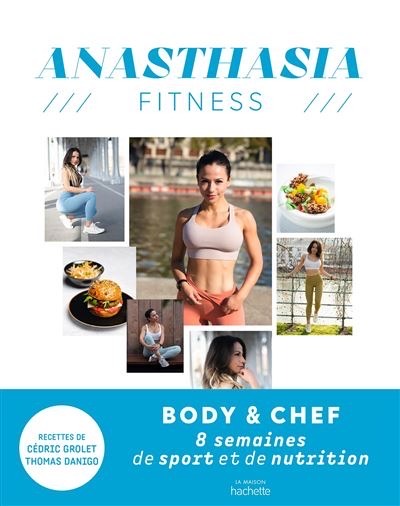 ANASTHASIA
/// FITNESS ///
RECETTES DE
CÉDRIC GROLET
THOMAS DANIGO
BODY & CHEF
8 semaines
de sport et de nutrition
LA MAISON
hachette